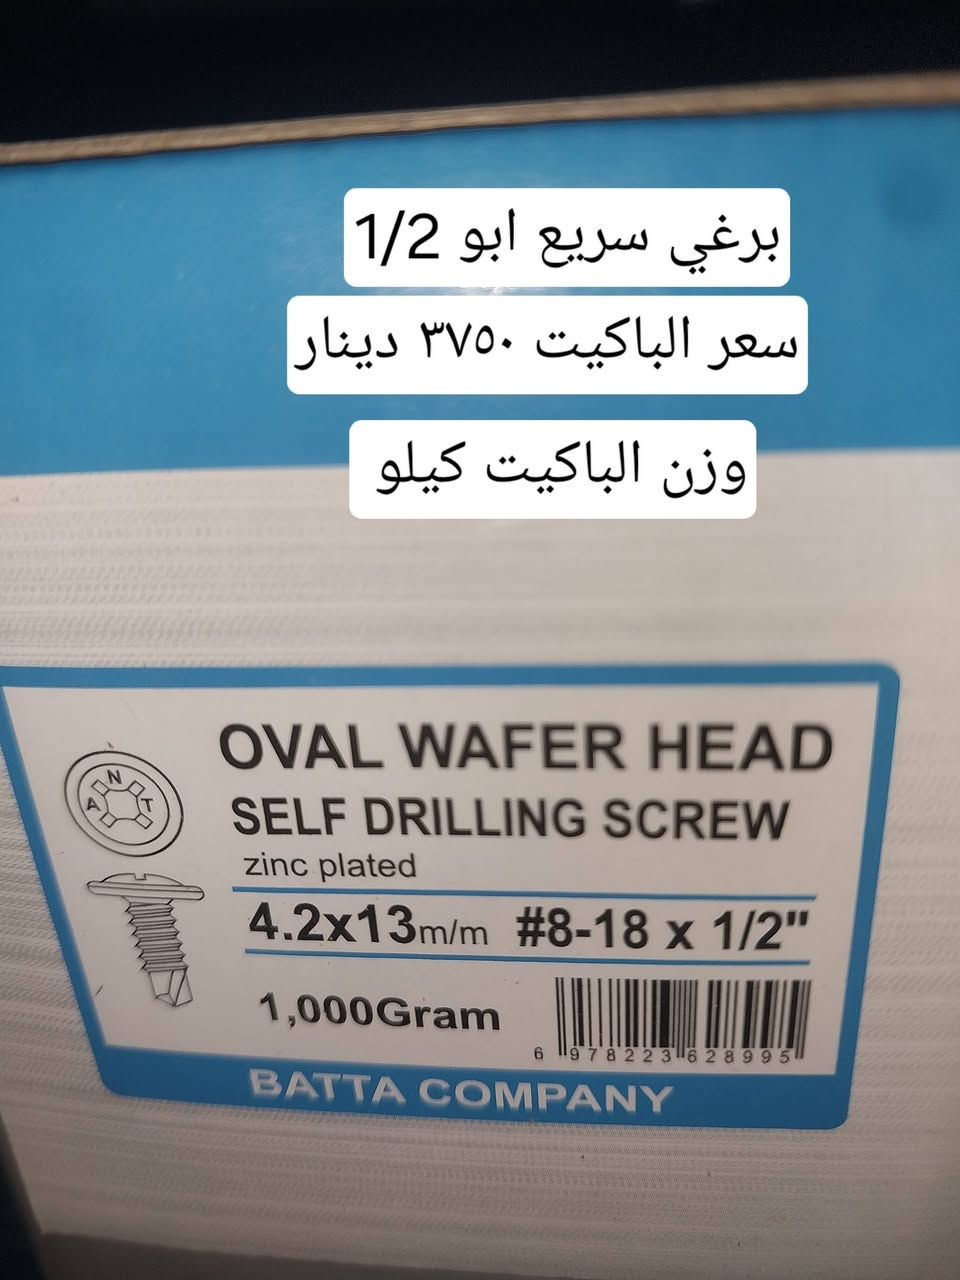 برغي سريع ابو 1/2
سعر الباكيت ٣٧٥٠ دينار
وزن الباكيت كيلو
OVAL WAFER HEAD
SELF DRILLING SCREW
zinc plated
4.2x13m/m #8-18 x 1/2"
1,000Gram
6 978223 628995
BATTA COMPANY
N
A T